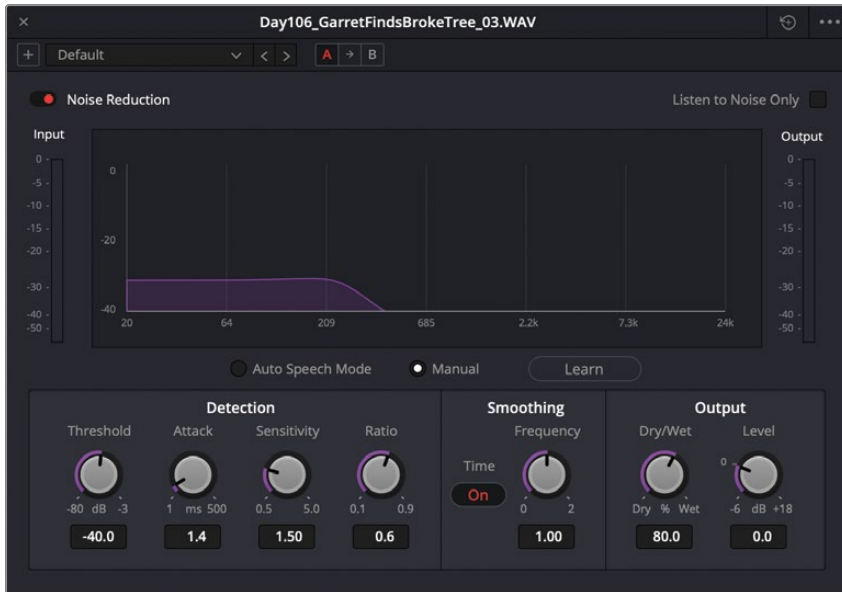 Day106_GarretFindsBrokeTree_03.WAV
Default
A B
Noise Reduction
Listen to Noise Only
Input
Output
0
-5
-10
-15
-20
-30
-40
-50
0
-20
-40
20 64 209 685 2.2k 7.3k 24k
0
-5
-10
-15
-20
-30
-40
-50
Auto Speech Mode Manual Learn
Detection
Threshold Attack Sensitivity Ratio
-80 dB -3 1 ms 500 0.5 5.0 0.1 0.9
-40.0 1.4 1.50 0.6
Smoothing
Frequency
Time
On
0 2
1.00
Output
Dry/Wet Level
0
Dry % Wet -6 dB +18
80.0 0.0